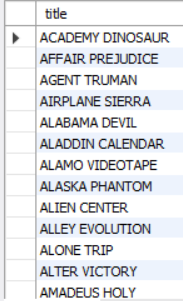 title
ACADEMY DINOSAUR
AFFAIR PREJUDICE
AGENT TRUMAN
AIRPLANE SIERRA
ALABAMA DEVIL
ALADDIN CALENDAR
ALAMO VIDEOTAPE
ALASKA PHANTOM
ALIEN CENTER
ALLEY EVOLUTION
ALONE TRIP
ALTER VICTORY
AMADEUS HOLY